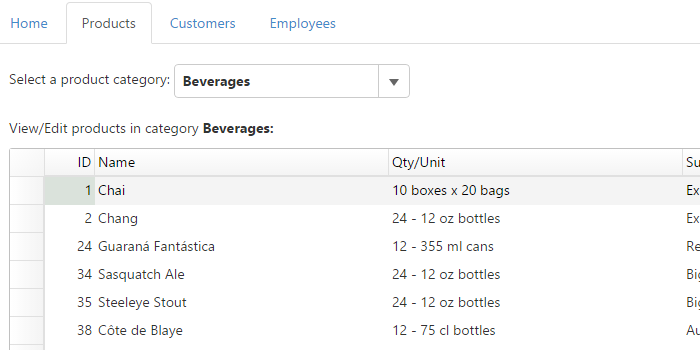 Home Products Customers Employees
Select a product category: Beverages
View/Edit products in category Beverages:
ID Name Qty/Unit Su
1 Chai 10 boxes x 20 bags Ex
2 Chang 24 - 12 oz bottles Ex
24 Guaraná Fantástica 12 - 355 ml cans Re
34 Sasquatch Ale 24 - 12 oz bottles Big
35 Steeleye Stout 24 - 12 oz bottles Big
38 Côte de Blaye 12 - 75 cl bottles Au